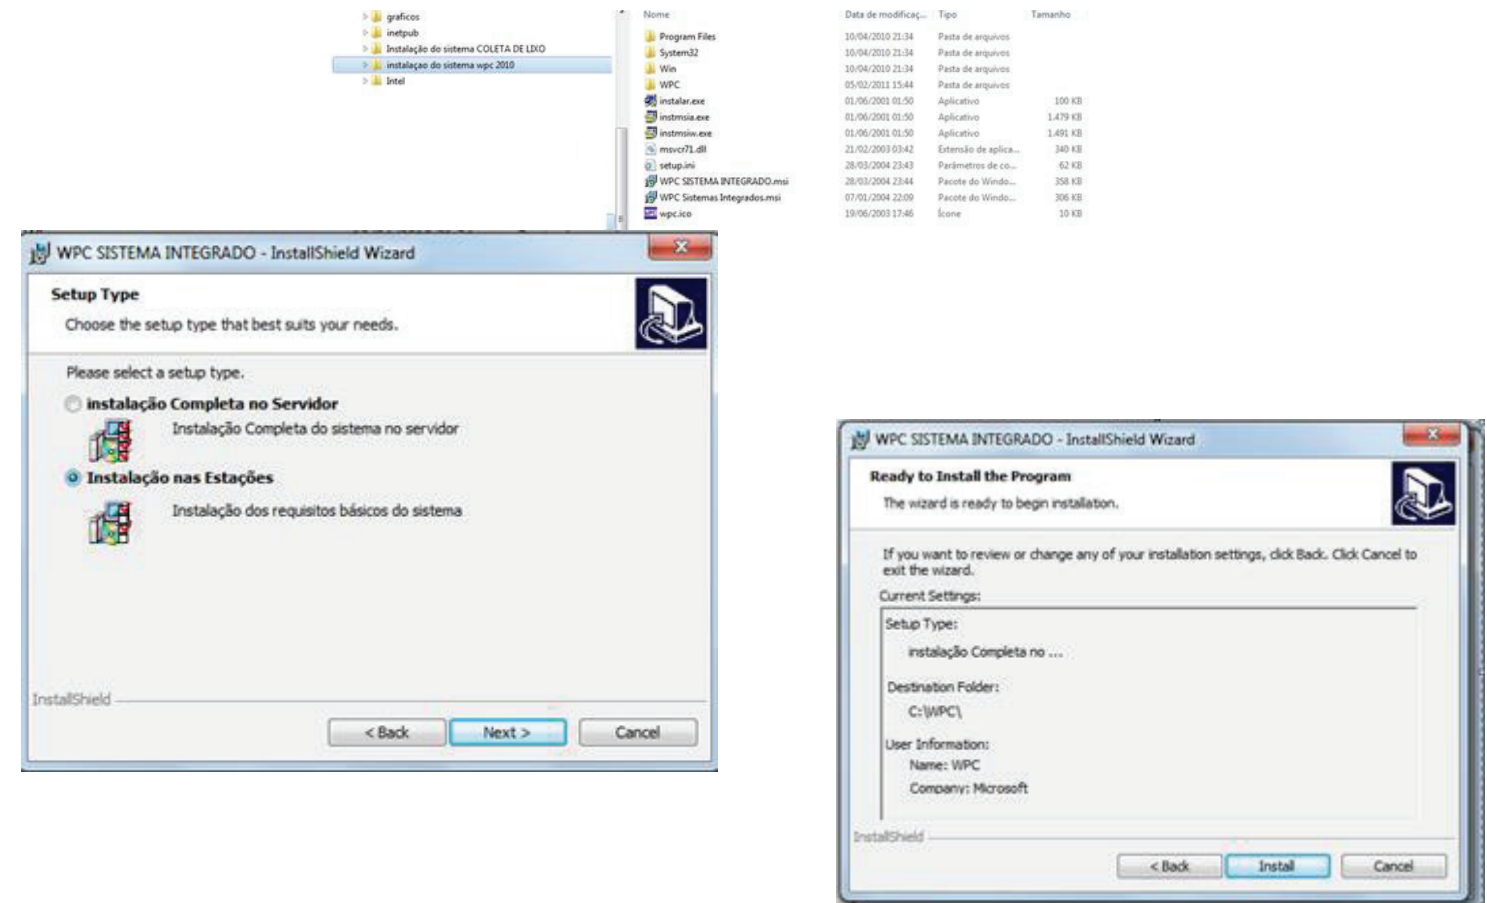 graficos
inetpub
Instalação do sistema COLETA DE LIXO
instalaçao do sistema wpc 2010
Intel
Nome Data de modificaç... Tipo Tamanho
Program Files 10/04/2010 21:34 Pasta de arquivos
System32 10/04/2010 21:34 Pasta de arquivos
Win 10/04/2010 21:34 Pasta de arquivos
WPC 05/02/2011 15:44 Pasta de arquivos
instalar.exe 01/06/2001 01:50 Aplicativo 100 KB
instmsia.exe 01/06/2001 01:50 Aplicativo 1.479 KB
instmsiw.exe 01/06/2001 01:50 Aplicativo 1.491 KB
msvcr71.dll 21/02/2003 03:42 Extensão de aplica... 340 KB
setup.ini 28/03/2004 23:43 Parâmetros de co... 62 KB
WPC SISTEMA INTEGRADO.msi 28/03/2004 23:44 Pacote do Windo... 358 KB
WPC Sistemas Integrados.msi 07/01/2004 22:09 Pacote do Windo... 306 KB
wpc.ico 19/06/2003 17:46 Ícone 10 KB
WPC SISTEMA INTEGRADO - InstallShield Wizard
Setup Type
Choose the setup type that best suits your needs.
Please select a setup type.
instalação Completa no Servidor
Instalação Completa do sistema no servidor
Instalação nas Estações
Instalação dos requisitos básicos do sistema
InstallShield
< Back Next > Cancel
WPC SISTEMA INTEGRADO - InstallShield Wizard
Ready to Install the Program
The wizard is ready to begin installation.
If you want to review or change any of your installation settings, click Back. Click Cancel to
exit the wizard.
Current Settings:
Setup Type:
instalação Completa no ...
Destination Folder:
C:\WPC\
User Information:
Name: WPC
Company: Microsoft
InstallShield
< Back Install Cancel